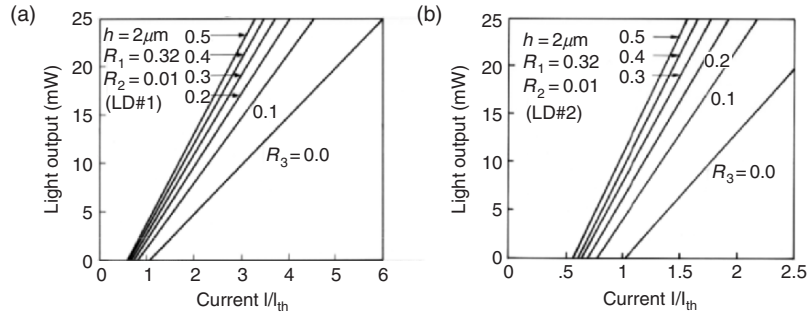 (a)
25
20
15
10
5
0
Light output (mW)
h = 2μm
R1 = 0.32
R2 = 0.01
(LD#1)
0.5
0.4
0.3
0.2
0.1
R3 = 0.0
0 1 2 3 4 5 6
Current I/Ith
(b)
25
20
15
10
5
0
Light output (mW)
h = 2μm
R1 = 0.32
R2 = 0.01
(LD#2)
0.5
0.4
0.3
0.2
0.1
R3 = 0.0
0 .5 1 1.5 2 2.5
Current I/Ith